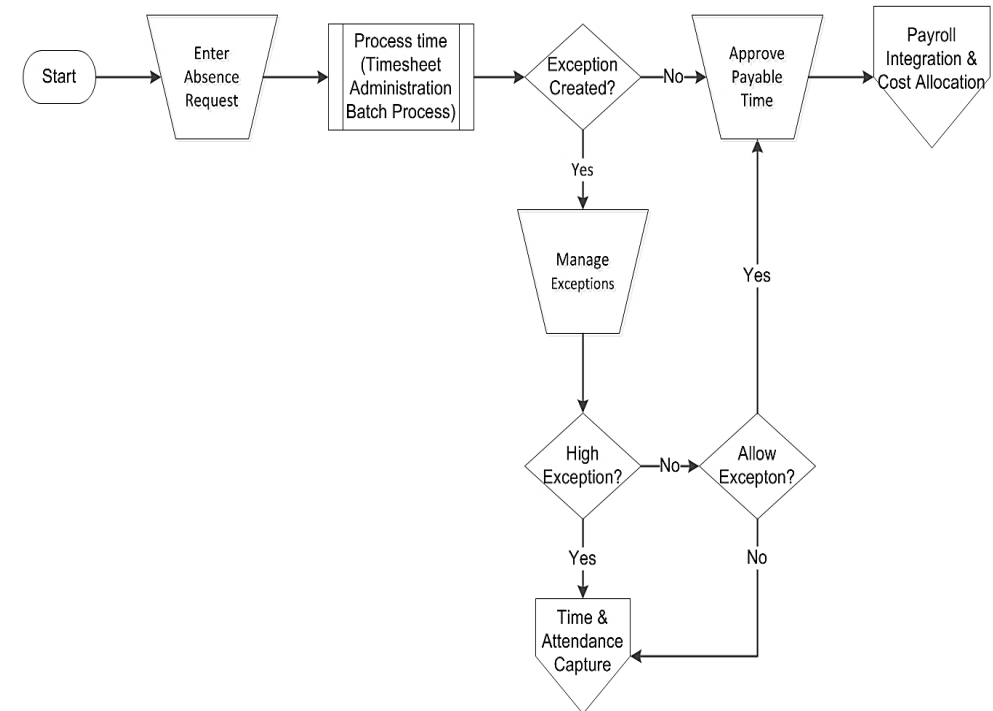 Start
Enter
Absence
Request
Process time
(Timesheet
Administration
Batch Process)
Exception
Created?
No
Approve
Payable
Time
Payroll
Integration &
Cost Allocation
Yes
Manage
Exceptions
Yes
High
Exception?
No
Allow
Excepton?
Yes
No
Time &
Attendance
Capture